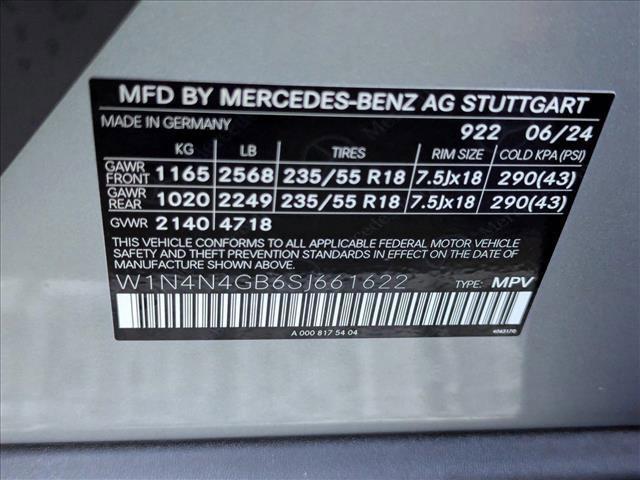 MFD BY MERCEDES-BENZ AG STUTTGART
MADE IN GERMANY 922 06/24
KG LB TIRES RIM SIZE COLD KPA (PSI)
GAWR FRONT 1165 2568 235/55 R18 7.5Jx18 290(43)
GAWR REAR 1020 2249 235/55 R18 7.5Jx18 290(43)
GVWR 2140 4718
THIS VEHICLE CONFORMS TO ALL APPLICABLE FEDERAL MOTOR VEHICLE
SAFETY AND THEFT PREVENTION STANDARDS IN EFFECT ON THE DATE OF
MANUFACTURE SHOWN ABOVE.
W1N4N4GB6SJ661622 MPV
A 000 817 54 04